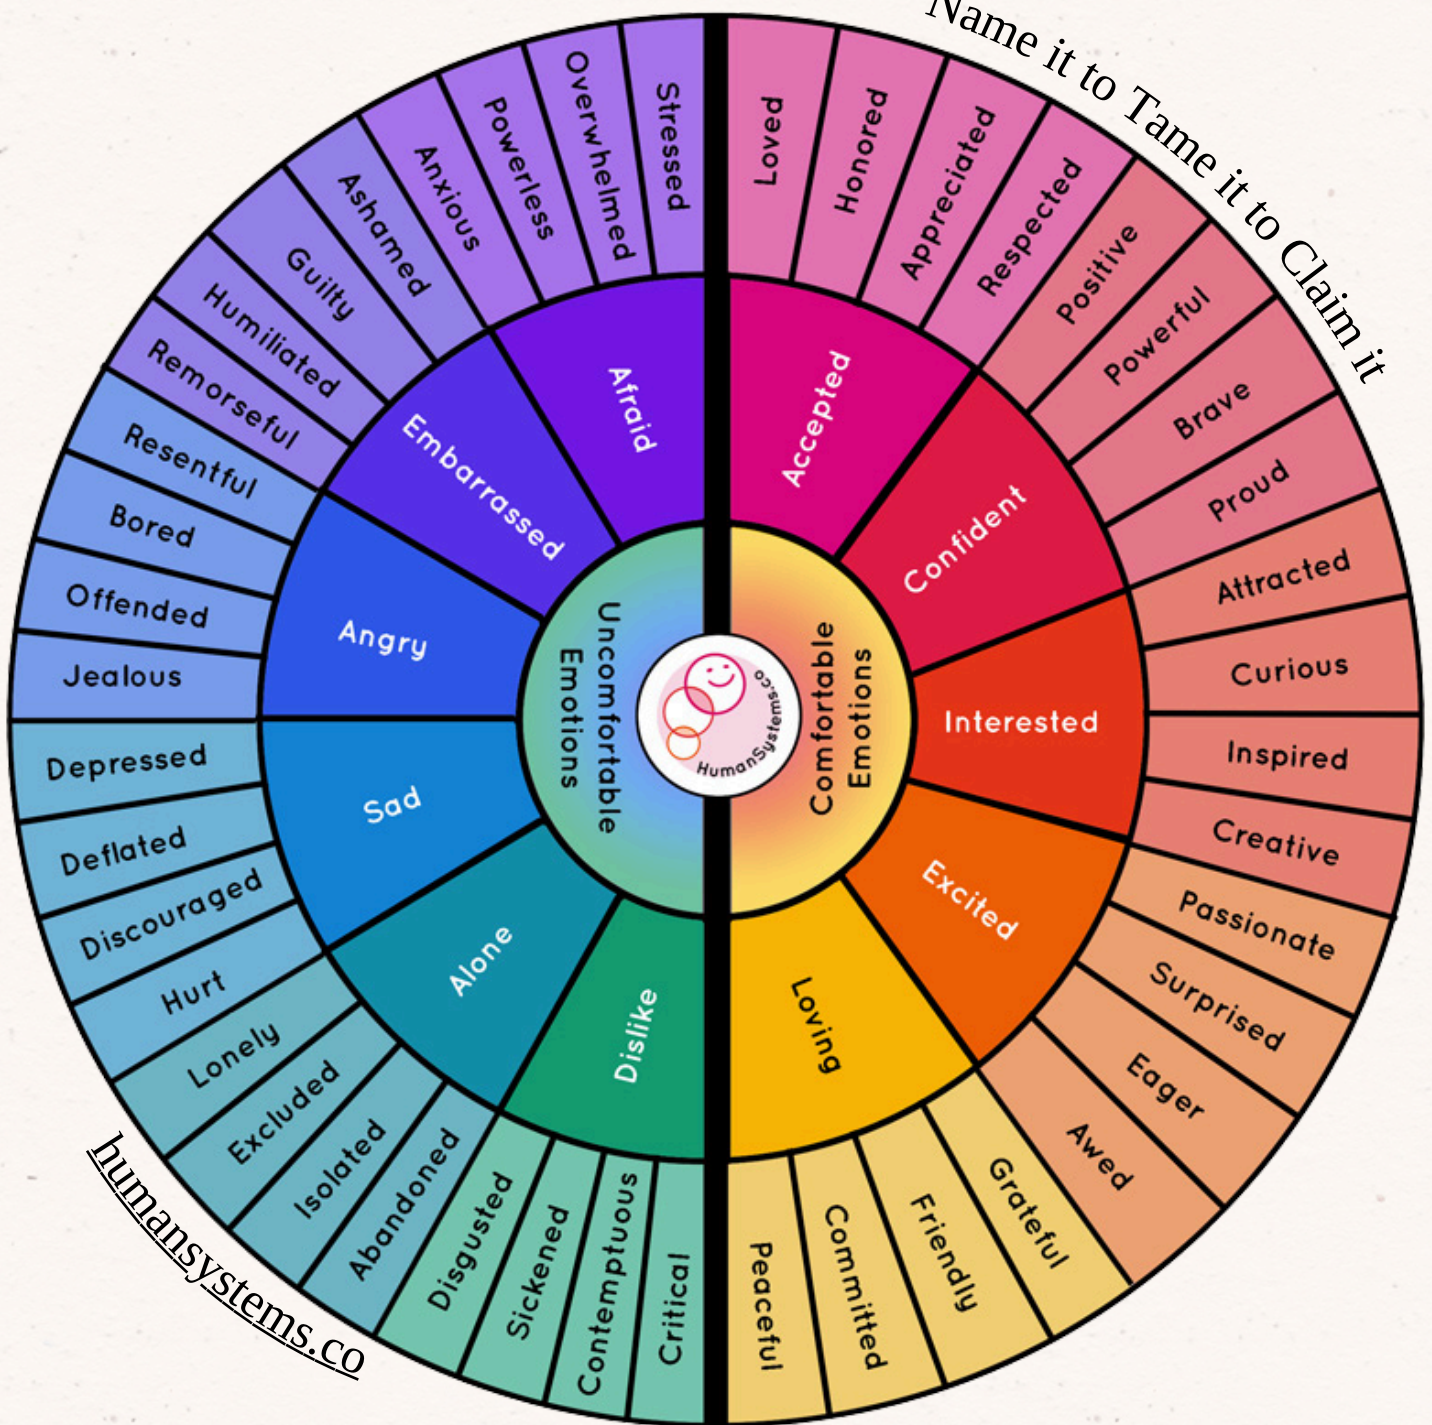 Name it to Tame it to Claim it
Loved
Honored
Appreciated
Respected
Positive
Powerful
Brave
Proud
Attracted
Curious
Inspired
Creative
Passionate
Surprised
Eager
Awed
Grateful
Friendly
Committed
Peaceful
Critical
Contemptuous
Sickened
Disgusted
Abandoned
Isolated
Excluded
Lonely
Hurt
Discouraged
Deflated
Depressed
Jealous
Offended
Bored
Resentful
Remorseful
Humiliated
Guilty
Ashamed
Anxious
Powerless
Overwhelmed
Stressed
Accepted
Confident
Interested
Excited
Loving
Dislike
Alone
Sad
Angry
Embarrassed
Afraid
Uncomfortable
Emotions
Comfortable
Emotions
HumanSystems.co
humansystems.co